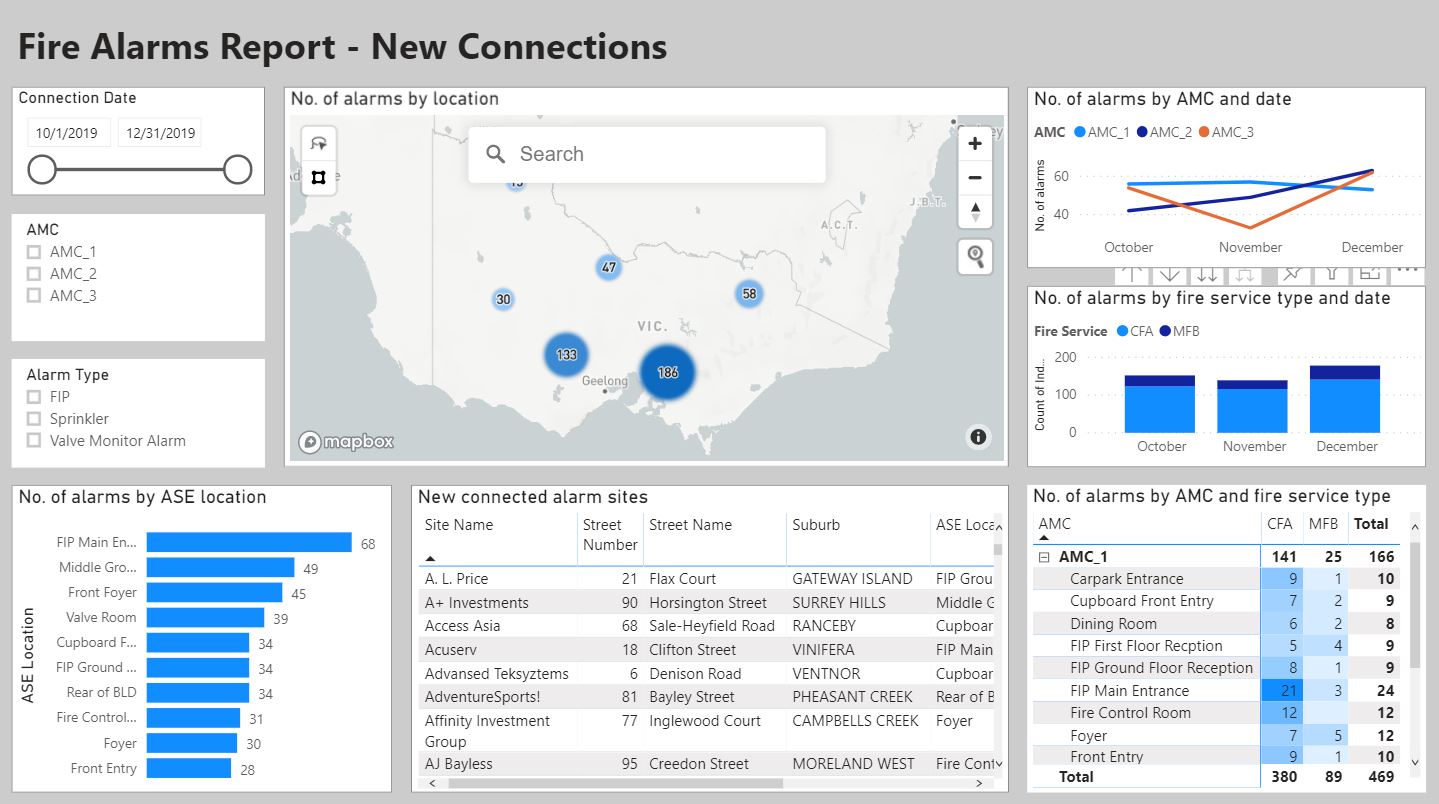 Fire Alarms Report - New Connections
Connection Date
10/1/2019 12/31/2019
AMC
AMC_1
AMC_2
AMC_3
Alarm Type
FIP
Sprinkler
Valve Monitor Alarm
No. of alarms by location
Search
J.B.T.
A.C.T.
47
58
30
VIC.
133
186
Geelong
mapbox
No. of alarms by AMC and date
AMC AMC_1 AMC_2 AMC_3
No. of alarms
60
40
October November December
No. of alarms by fire service type and date
Fire Service CFA MFB
Count of Ind...
200
100
0
October November December
No. of alarms by ASE location
ASE Location
FIP Main En... 68
Middle Gro... 49
Front Foyer 45
Valve Room 39
Cupboard F... 34
FIP Ground ... 34
Rear of BLD 34
Fire Control... 31
Foyer 30
Front Entry 28
New connected alarm sites
Site Name Street Number Street Name Suburb ASE Loca
A. L. Price 21 Flax Court GATEWAY ISLAND FIP Grou
A+ Investments 90 Horsington Street SURREY HILLS Middle G
Access Asia 68 Sale-Heyfield Road RANCEBY Cupboar
Acuserv 18 Clifton Street VINIFERA FIP Main
Advansed Teksyztems 6 Denison Road VENTNOR Cupboar
AdventureSports! 81 Bayley Street PHEASANT CREEK Rear of B
Affinity Investment Group 77 Inglewood Court CAMPBELLS CREEK Foyer
AJ Bayless 95 Creedon Street MORELAND WEST Fire Cont
No. of alarms by AMC and fire service type
AMC CFA MFB Total
AMC_1 141 25 166
Carpark Entrance 9 1 10
Cupboard Front Entry 7 2 9
Dining Room 6 2 8
FIP First Floor Recption 5 4 9
FIP Ground Floor Reception 8 1 9
FIP Main Entrance 21 3 24
Fire Control Room 12 12
Foyer 7 5 12
Front Entry 9 1 10
Total 380 89 469